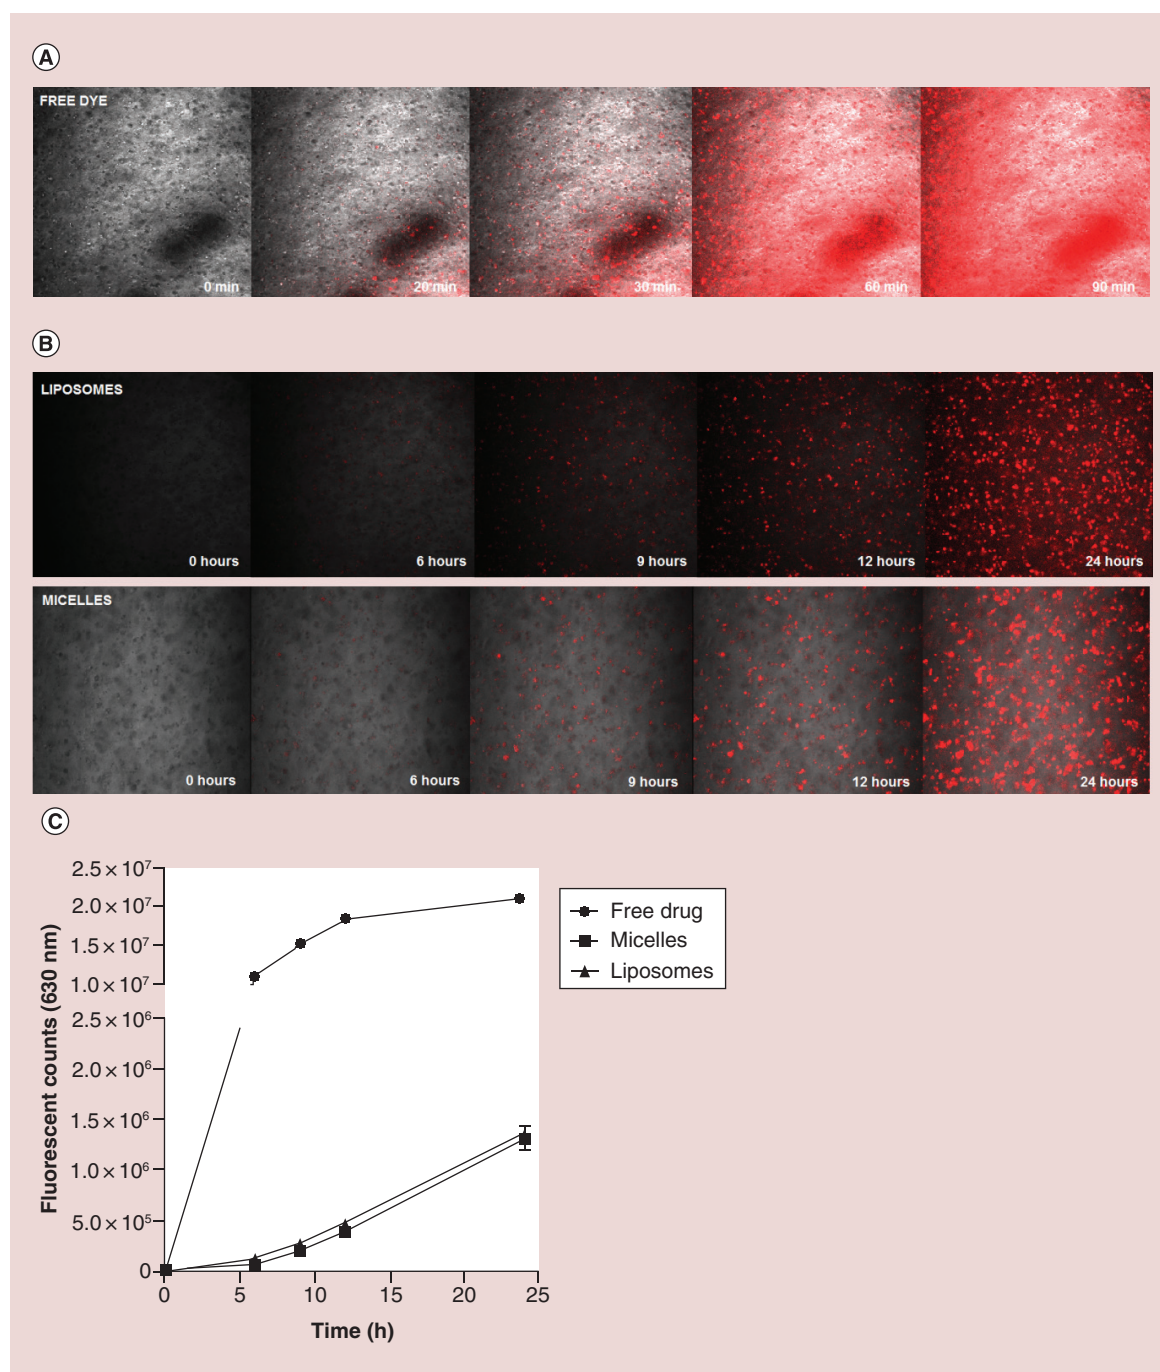 A
FREE DYE
0 min
20 min
30 min
60 min
90 min
B
LIPOSOMES
0 hours
6 hours
9 hours
12 hours
24 hours
MICELLES
0 hours
6 hours
9 hours
12 hours
24 hours
C
Fluorescent counts (630 nm)
2.5 × 10⁷
2.0 × 10⁷
1.5 × 10⁷
1.0 × 10⁷
2.5 × 10⁶
2.0 × 10⁶
1.5 × 10⁶
1.0 × 10⁶
5.0 × 10⁵
0
0 5 10 15 20 25
Time (h)
Free drug
Micelles
Liposomes